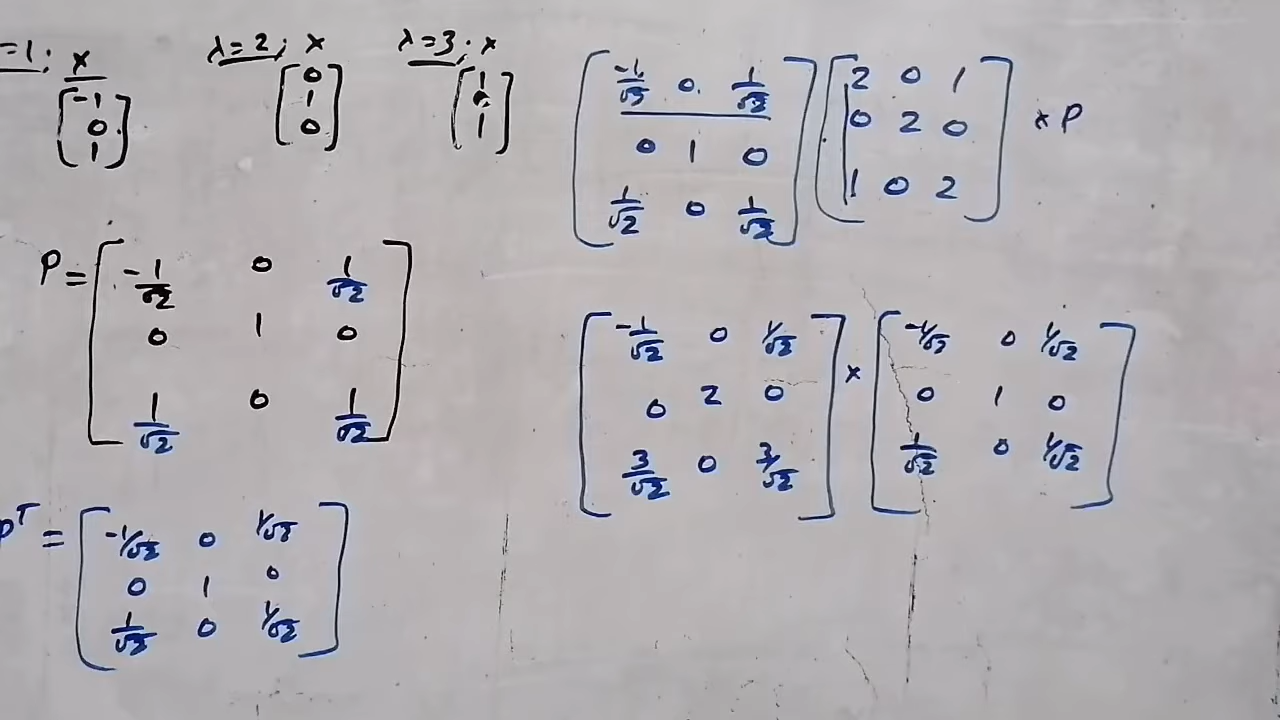 =1; x λ=2; x λ=3; x
[-1 0 1] [0 1 0] [1 0 1]
P = [-1/√2 0 1/√2
0 1 0
1/√2 0 1/√2]
Pᵀ = [-1/√2 0 1/√2
0 1 0
1/√2 0 1/√2]
[-1/√2 0 1/√2 [2 0 1
0 1 0 0 2 0 × P
1/√2 0 1/√2] 1 0 2]
[-1/√2 0 1/√2 [-1/√2 0 1/√2
0 2 0 × 0 1 0
3/√2 0 3/√2] 1/√2 0 1/√2]